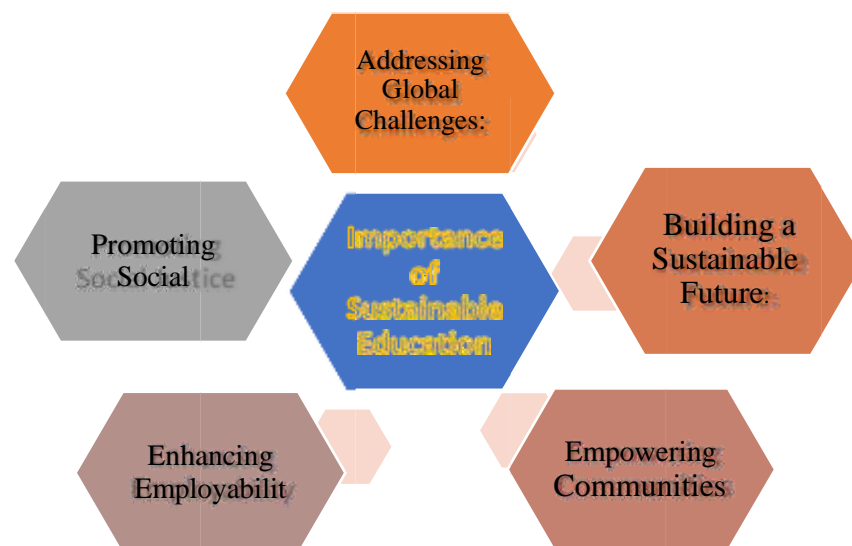 Addressing
Global
Challenges:
Building a
Sustainable
Future:
Promoting
Social
Importance
of
Sustainable
Education
Enhancing
Employabilit
Empowering
Communities